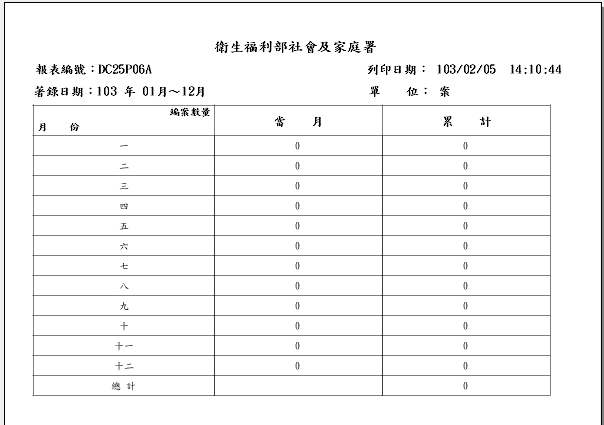 衛生福利部社會及家庭署
報表編號：DC25P06A 列印日期： 103/02/05 14:10:44
著錄日期：103 年 01月～12月 單 位： 案
編案數量
月 份 當 月 累 計
一 0 0
二 0 0
三 0 0
四 0 0
五 0 0
六 0 0
七 0 0
八 0 0
九 0 0
十 0 0
十一 0 0
十二 0 0
總 計 0